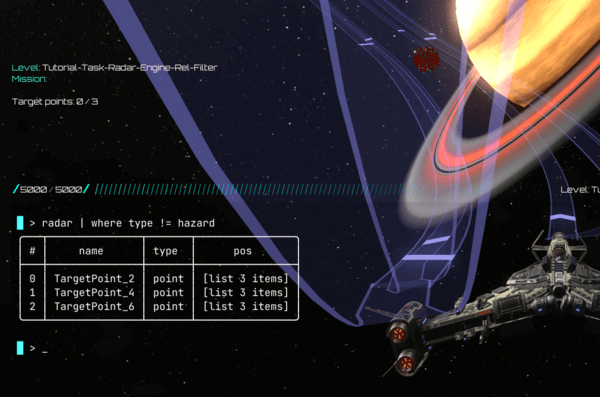 Level: Tutorial-Task-Radar-Engine-Rel-Filter
Mission:
Target points: 0 / 3
5000 / 5000
Level: Tu
> radar | where type != hazard
# name type pos
0 TargetPoint_2 point [list 3 items]
1 TargetPoint_4 point [list 3 items]
2 TargetPoint_6 point [list 3 items]
> _